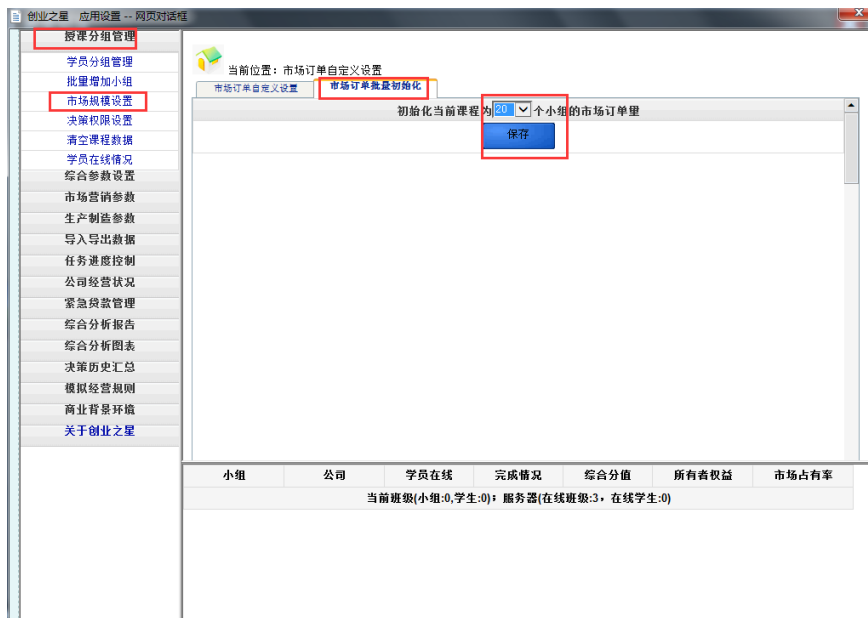 创业之星 应用设置 -- 网页对话框
授课分组管理
学员分组管理
批量增加小组
市场规模设置
决策权限设置
清空课程数据
学员在线情况
综合参数设置
市场营销参数
生产制造参数
导入导出数据
任务进度控制
公司经营状况
紧急贷款管理
综合分析报告
综合分析图表
决策历史汇总
模拟经营规则
商业背景环境
关于创业之星
当前位置：市场订单自定义设置
市场订单自定义设置 市场订单批量初始化
初始化当前课程为 20 个小组的市场订单量
保存
小组 公司 学员在线 完成情况 综合分值 所有者权益 市场占有率
当前班级(小组:0,学生:0)；服务器(在线班级:3，在线学生:0)